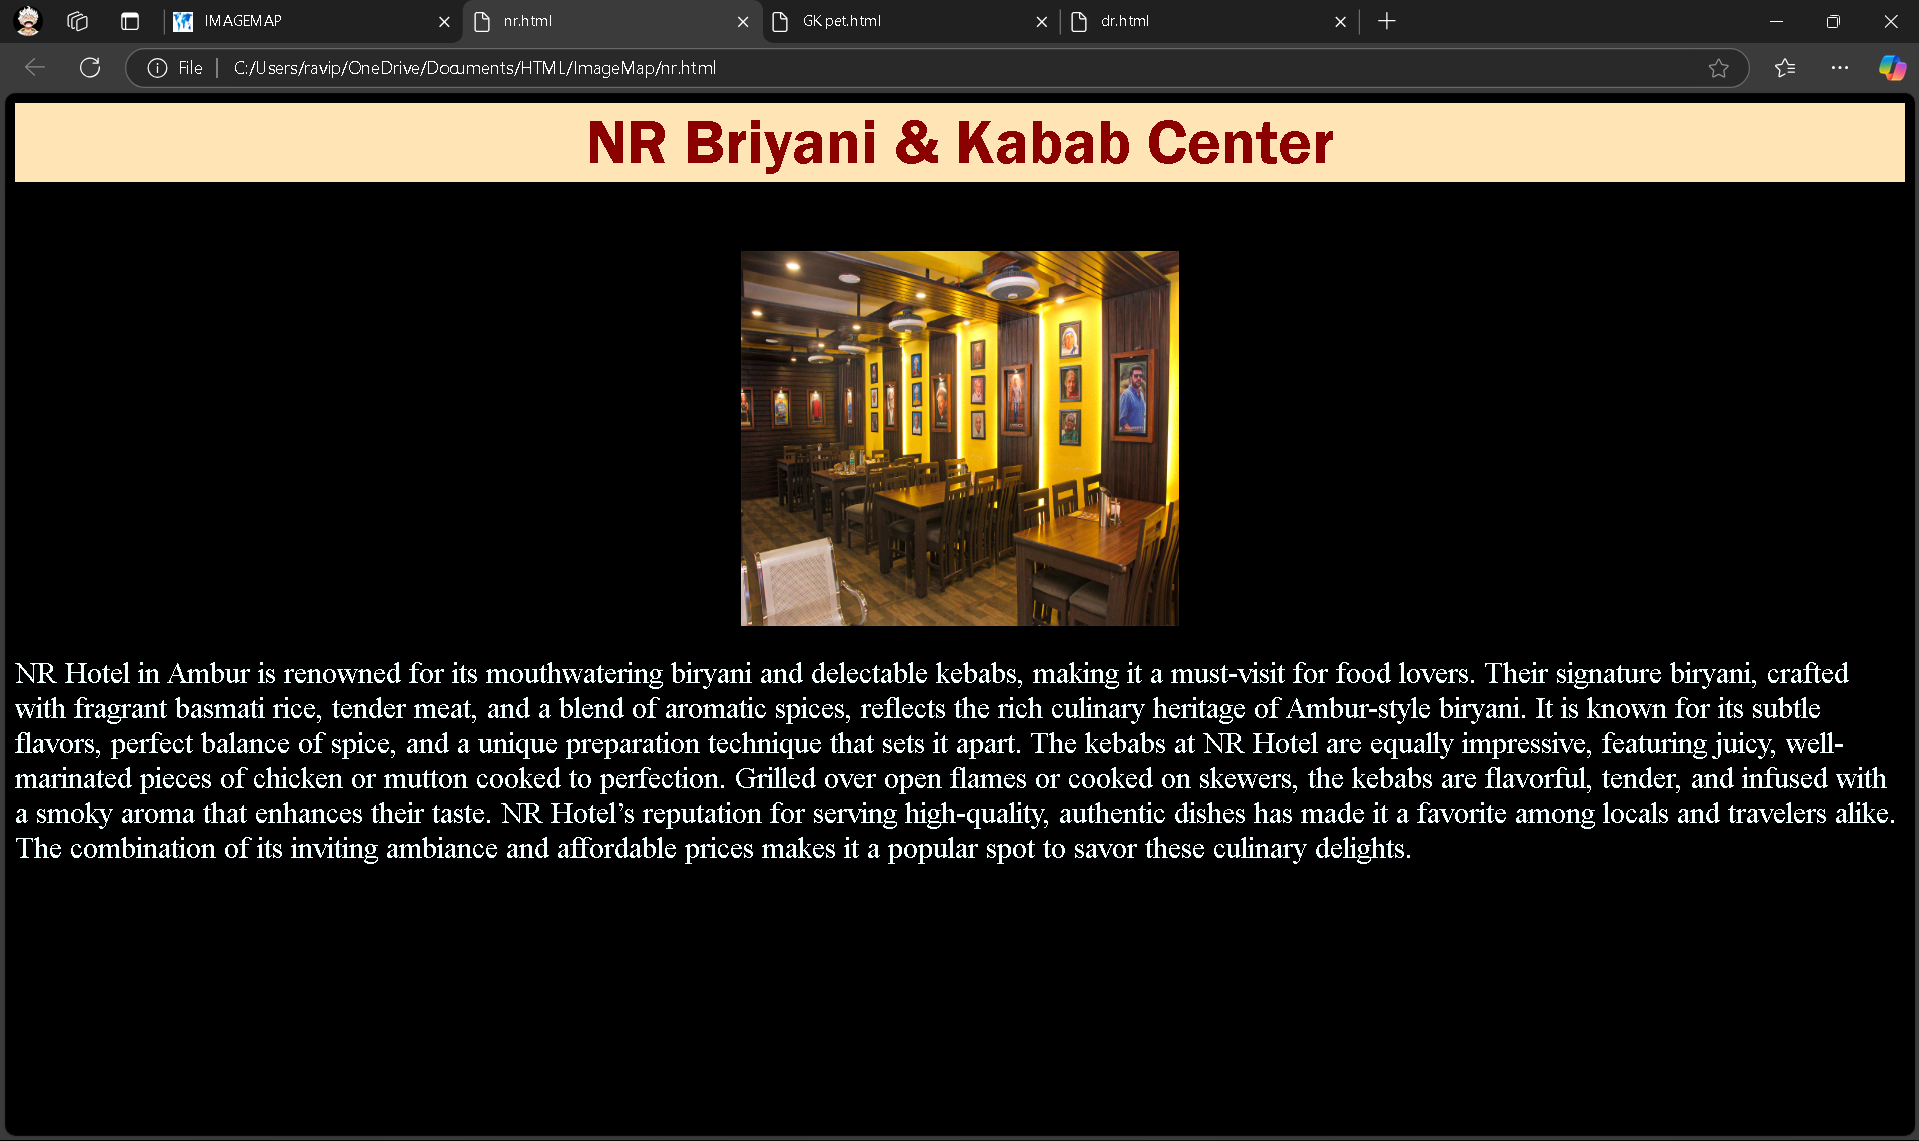 IMAGEMAP
nr.html
GK pet.html
dr.html
File
C:/Users/ravip/OneDrive/Documents/HTML/ImageMap/nr.html
NR Briyani & Kabab Center
NR Hotel in Ambur is renowned for its mouthwatering biryani and delectable kebabs, making it a must-visit for food lovers. Their signature biryani, crafted
with fragrant basmati rice, tender meat, and a blend of aromatic spices, reflects the rich culinary heritage of Ambur-style biryani. It is known for its subtle
flavors, perfect balance of spice, and a unique preparation technique that sets it apart. The kebabs at NR Hotel are equally impressive, featuring juicy, well-
marinated pieces of chicken or mutton cooked to perfection. Grilled over open flames or cooked on skewers, the kebabs are flavorful, tender, and infused with
a smoky aroma that enhances their taste. NR Hotel’s reputation for serving high-quality, authentic dishes has made it a favorite among locals and travelers alike.
The combination of its inviting ambiance and affordable prices makes it a popular spot to savor these culinary delights.